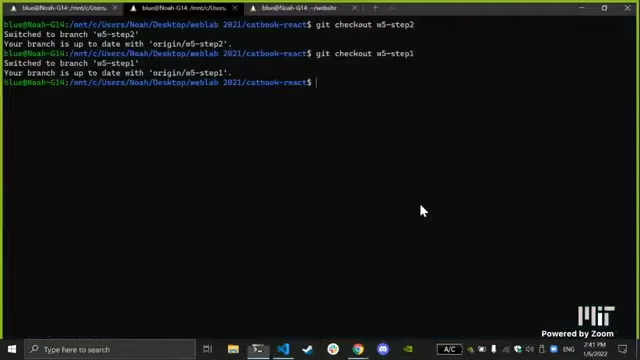 blue@Noah-G14: /mnt/c/Users,
blue@Noah-G14: /mnt/c/Users,
blue@Noah-G14: ~/website
blue@Noah-G14:/mnt/c/Users/Noah/Desktop/weblab 2021/catbook-react$ git checkout w5-step2
Switched to branch 'w5-step2'
Your branch is up to date with 'origin/w5-step2'.
blue@Noah-G14:/mnt/c/Users/Noah/Desktop/weblab 2021/catbook-react$ git checkout w5-step1
Switched to branch 'w5-step1'
Your branch is up to date with 'origin/w5-step1'.
blue@Noah-G14:/mnt/c/Users/Noah/Desktop/weblab 2021/catbook-react$
MIT
Powered by Zoom
Type here to search
A/C
ENG
2:41 PM
1/6/2022